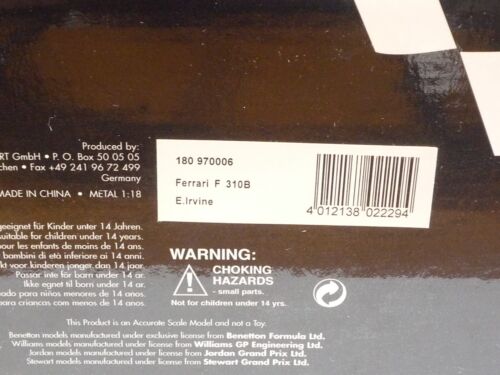 Produced by:
RT GmbH • P. O. Box 50 05 05
chen • Fax +49 241 96 72 499
Germany
MADE IN CHINA • METAL 1:18
180 970006
Ferrari F 310B
E.Irvine
4 012138 022294
geeignet für Kinder unter 14 Jahren.
suitable for children under 14 years.
pour les enfants de moins de 14 ans.
bambini di età inferiore ai 14 anni.
kt voor kinderen jonger dan 14 jaar.
Passar inte för barn under 14 år.
Ikke egnet til børn under 14 år.
para niños menores de 14 años.
para crianças com menos de 14 anos.
WARNING:
CHOKING
HAZARDS
- small parts.
Not for children under 14 yrs.
This Product is an Accurate Scale Model and not a Toy.
Benetton models manufactured under exclusive license from Benetton Formula Ltd.
Williams models manufactured under license from Williams GP Engineering Ltd.
Jordan models manufactured under license from Jordan Grand Prix Ltd.
Stewart models manufactured under license from Stewart Grand Prix Ltd.